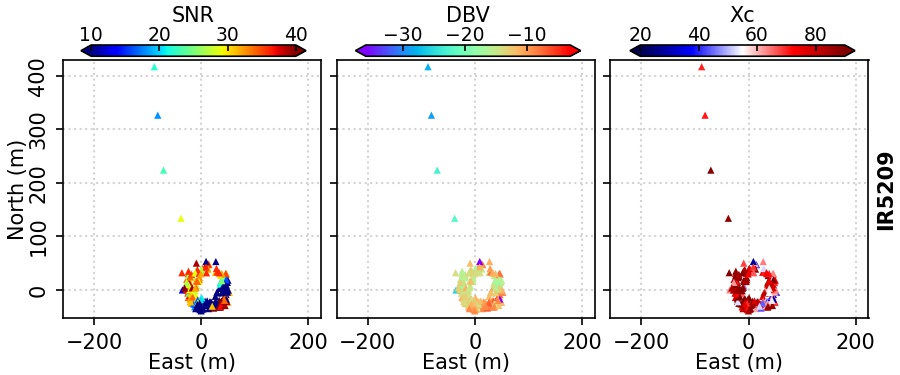 SNR DBV Xc
10 20 30 40 −30 −20 −10 20 40 60 80
400
300
200
100
0
North (m)
−200 0 200 −200 0 200 −200 0 200
East (m) East (m) East (m)
IR5209